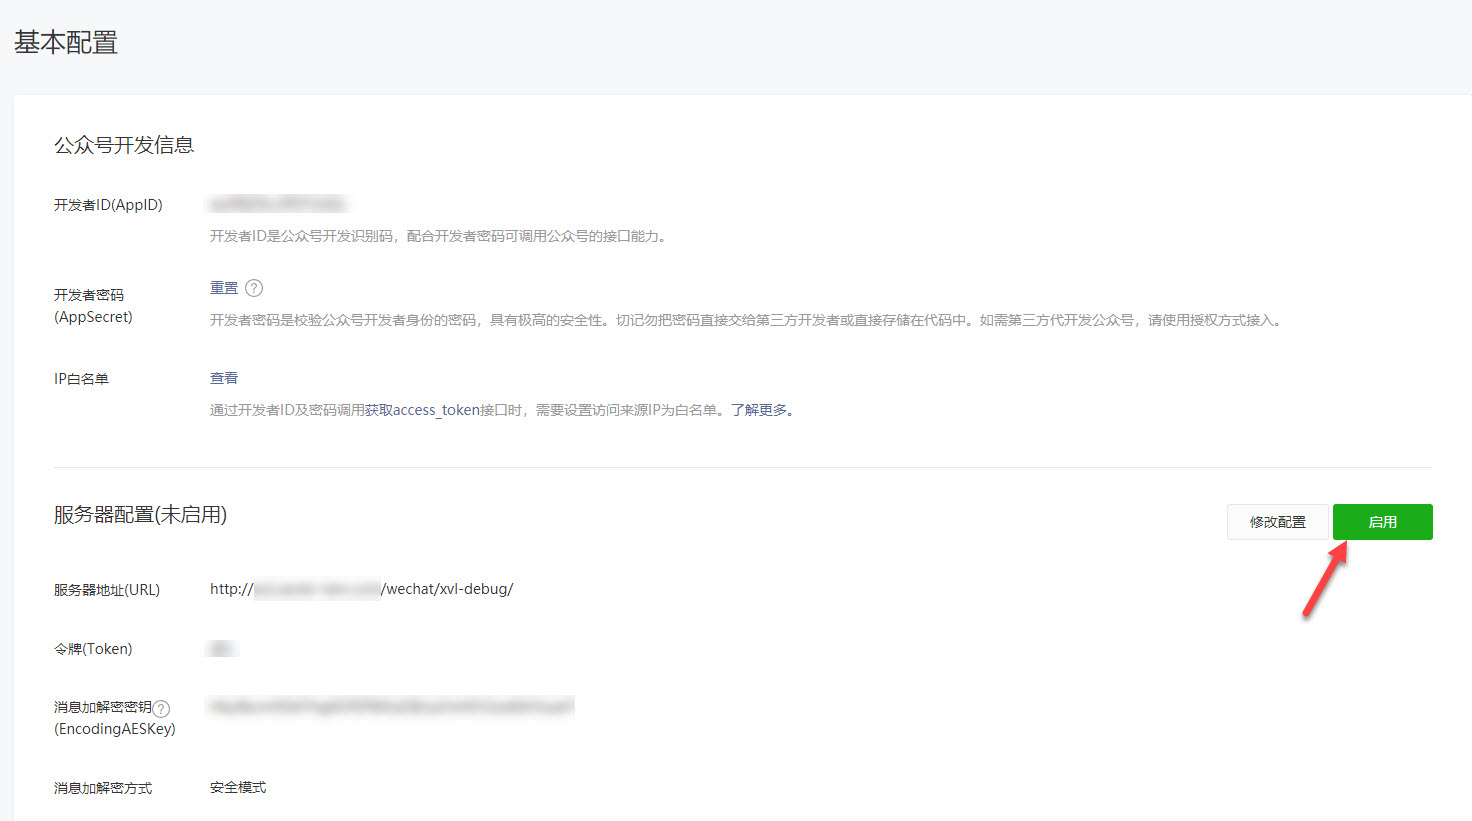 基本配置
公众号开发信息
开发者ID(AppID)
开发者ID是公众号开发识别码，配合开发者密码可调用公众号的接口能力。
开发者密码
(AppSecret)
重置 ?
开发者密码是校验公众号开发者身份的密码，具有极高的安全性。切记勿把密码直接交给第三方开发者或直接存储在代码中。如需第三方代开发公众号，请使用授权方式接入。
IP白名单
查看
通过开发者ID及密码调用获取access_token接口时，需要设置访问来源IP为白名单。了解更多。
服务器配置(未启用)
修改配置
启用
服务器地址(URL)
http:///wechat/xvl-debug/
令牌(Token)
消息加解密密钥 ?
(EncodingAESKey)
消息加解密方式
安全模式